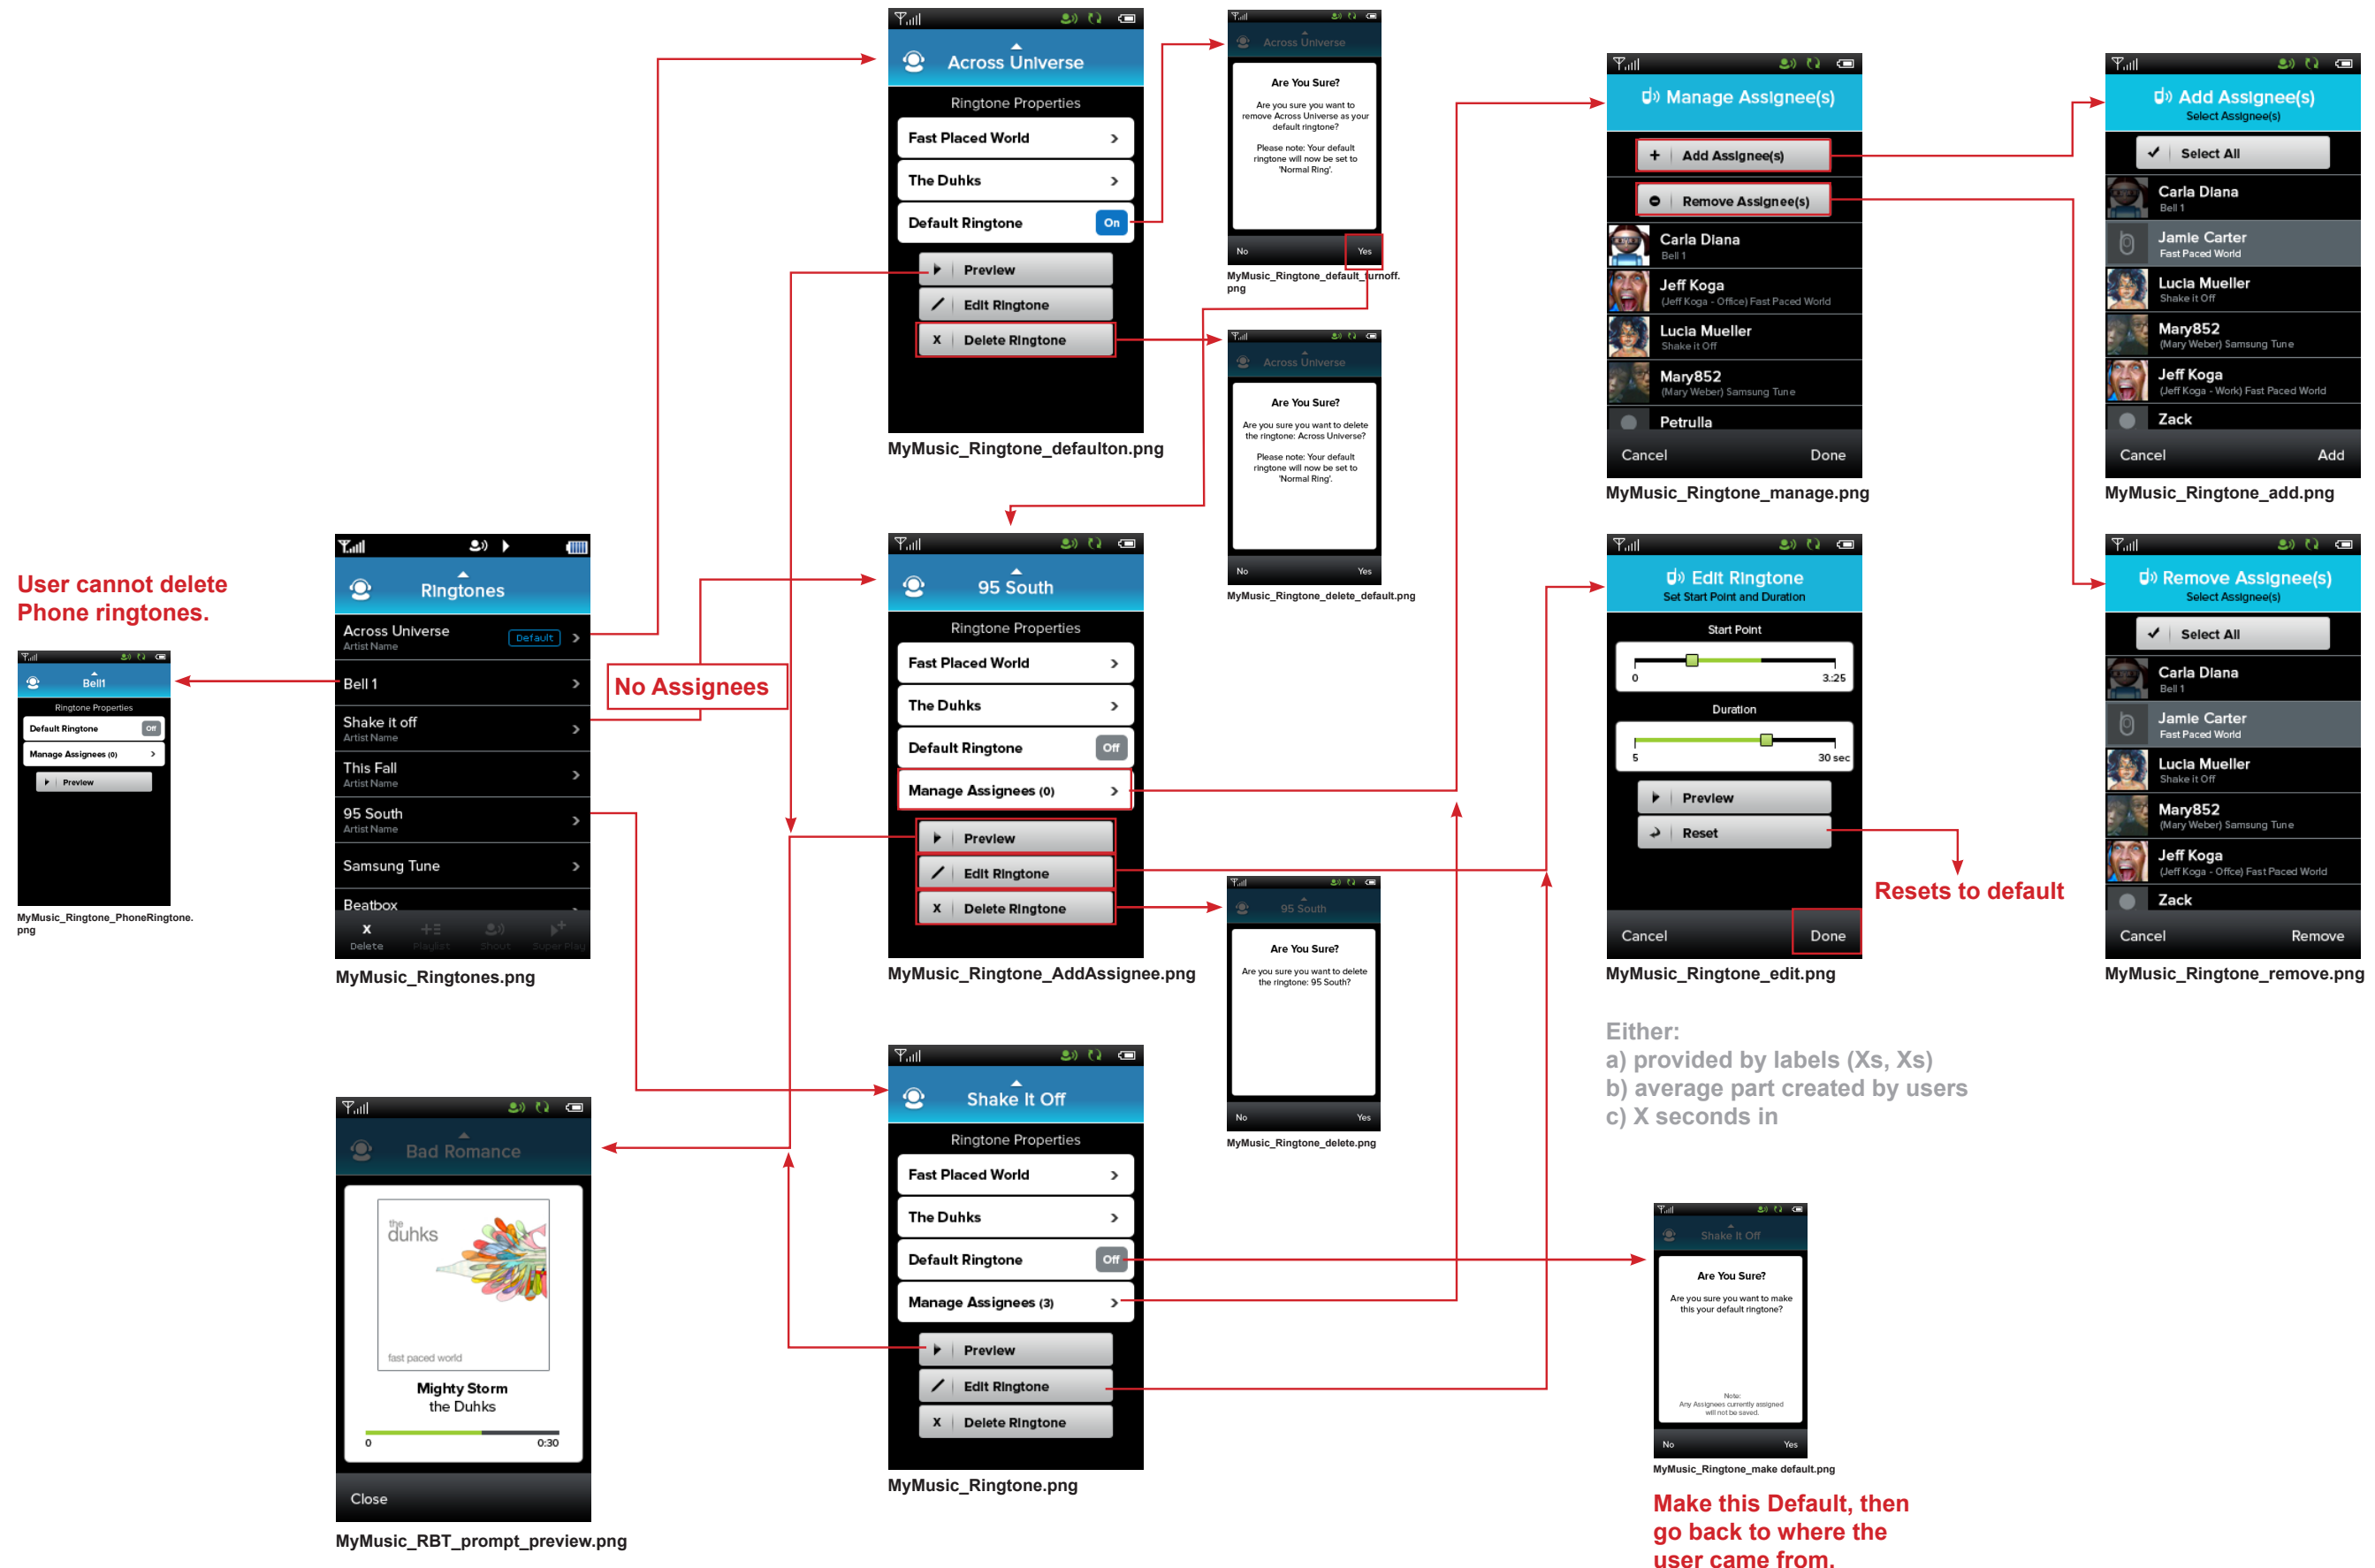 User cannot delete
Phone ringtones.
Bell1
Ringtone Properties
Default Ringtone
Off
Manage Assignees (0)
Preview
MyMusic_Ringtone_PhoneRingtone.
png
Ringtones
Across Universe
Artist Name
Default
Bell 1
Shake it off
Artist Name
This Fall
Artist Name
95 South
Artist Name
Samsung Tune
Beatbox
X
Delete
Playlist
Shout
Super Play
MyMusic_Ringtones.png
No Assignees
Bad Romance
the
duhks
fast paced world
Mighty Storm
the Duhks
0
0:30
Close
MyMusic_RBT_prompt_preview.png
Across Universe
Ringtone Properties
Fast Placed World
The Duhks
Default Ringtone
On
Preview
Edit Ringtone
X Delete Ringtone
MyMusic_Ringtone_defaulton.png
95 South
Ringtone Properties
Fast Placed World
The Duhks
Default Ringtone
Off
Manage Assignees (0)
Preview
Edit Ringtone
X Delete Ringtone
MyMusic_Ringtone_AddAssignee.png
Shake It Off
Ringtone Properties
Fast Placed World
The Duhks
Default Ringtone
Off
Manage Assignees (3)
Preview
Edit Ringtone
X Delete Ringtone
MyMusic_Ringtone.png
Across Universe
Are You Sure?
Are you sure you want to
remove Across Universe as your
default ringtone?
Please note: Your default
ringtone will now be set to
'Normal Ring'.
No
Yes
MyMusic_Ringtone_default_turnoff.
png
Across Universe
Are You Sure?
Are you sure you want to delete
the ringtone: Across Universe?
Please note: Your default
ringtone will now be set to
'Normal Ring'.
No
Yes
MyMusic_Ringtone_delete_default.png
95 South
Are You Sure?
Are you sure you want to delete
the ringtone: 95 South?
No
Yes
MyMusic_Ringtone_delete.png
Manage Assignee(s)
Add Assignee(s)
Remove Assignee(s)
Carla Diana
Bell 1
Jeff Koga
(Jeff Koga - Office) Fast Paced World
Lucia Mueller
Shake it Off
Mary852
(Mary Weber) Samsung Tune
Petrulla
Cancel
Done
MyMusic_Ringtone_manage.png
Edit Ringtone
Set Start Point and Duration
Start Point
0
3:25
Duration
5
30 sec
Preview
Reset
Cancel
Done
MyMusic_Ringtone_edit.png
Resets to default
Either:
a) provided by labels (Xs, Xs)
b) average part created by users
c) X seconds in
Shake It Off
Are You Sure?
Are you sure you want to make
this your default ringtone?
Note:
Any Assignees currently assigned
will not be saved.
No
Yes
MyMusic_Ringtone_make default.png
Make this Default, then
go back to where the
user came from.
Add Assignee(s)
Select Assignee(s)
Select All
Carla Diana
Bell 1
Jamie Carter
Fast Paced World
Lucia Mueller
Shake it Off
Mary852
(Mary Weber) Samsung Tune
Jeff Koga
(Jeff Koga - Work) Fast Paced World
Zack
Cancel
Add
MyMusic_Ringtone_add.png
Remove Assignee(s)
Select Assignee(s)
Select All
Carla Diana
Bell 1
Jamie Carter
Fast Paced World
Lucia Mueller
Shake it Off
Mary852
(Mary Weber) Samsung Tune
Jeff Koga
(Jeff Koga - Offce) Fast Paced World
Zack
Cancel
Remove
MyMusic_Ringtone_remove.png